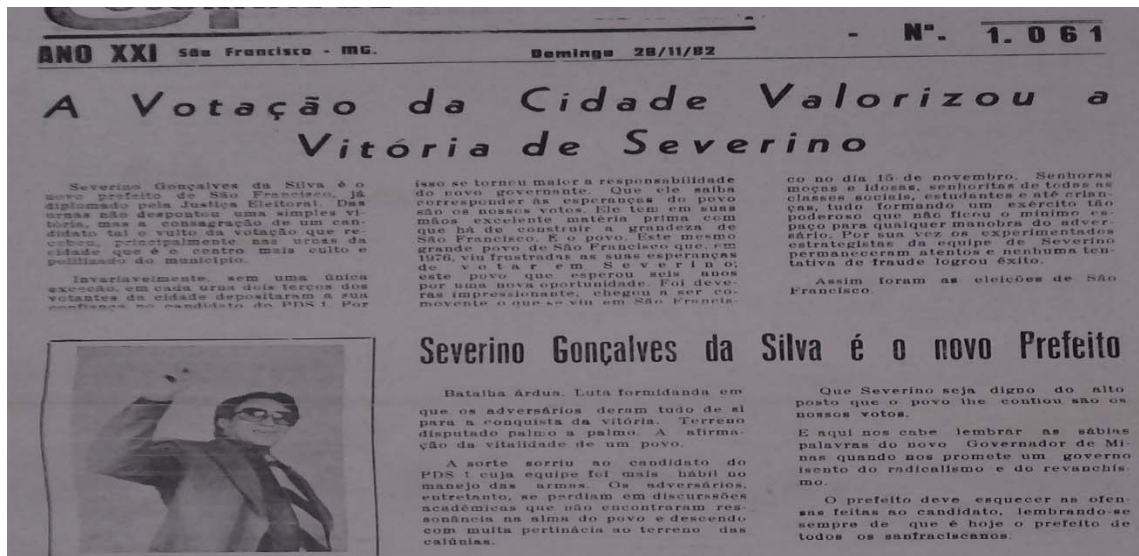 ANO XXI São Francisco - MG. Domingo 28/11/82 - Nº. 1.061
A Votação da Cidade Valorizou a
Vitória de Severino
Severino Gonçalves da Silva é o
novo prefeito de São Francisco, já
diplomado pela Justiça Eleitoral. Das
urnas não despontou uma simples vi-
tória, mas a consagração de um can-
didato tal o vulto da votação que re-
cebeu, principalmente nas urnas da
cidade que é o centro mais culto e
politizado do município.
Invariavelmente, sem uma única
exceção, em cada urna dois terços dos
votantes da cidade depositaram a sua
confiança no candidato do PDS 1. Por
isso se tornou maior a responsabilidade
do novo governante. Que ele saiba
corresponder às esperanças do povo
são os nossos votos. Ele tem em suas
mãos excelente matéria prima com
que há de construir a grandeza de
São Francisco. É o povo. Este mesmo
grande povo de São Francisco que, em
1976, viu frustradas as suas esperanças
de votar em Severino;
este povo que esperou seis anos
por uma nova oportunidade. Foi deve-
ras impressionante, chegou a ser co-
movente o que se viu em São Francis-
co no dia 15 de novembro. Senhoras
moças e idosas, senhoritas de todas as
classes sociais, estudantes e até crian-
ças, tudo formando um exército tão
poderoso que não ficou o mínimo es-
paço para qualquer manobra do adver-
sário. Por sua vez os experimentados
estrategistas da equipe de Severino
permaneceram atentos e nenhuma ten-
tativa de fraude logrou êxito.
Assim foram as eleições de São
Francisco.
Severino Gonçalves da Silva é o novo Prefeito
Batalha árdua. Luta formidanda em
que os adversários deram tudo de si
para a conquista da vitória. Terreno
disputado palmo a palmo. A afirma-
ção da vitalidade de um povo.
A sorte sorriu ao candidato do
PDS 1 cuja equipe foi mais hábil no
manejo das armas. Os adversários,
entretanto, se perdiam em discurssões
acadêmicas que não encontraram res-
sonância na alma do povo e descendo
com muita pertinácia ao terreno das
calúnias.
Que Severino seja digno do alto
posto que o povo lhe confiou são os
nossos votos.
E aqui nos cabe lembrar as sábias
palavras do novo Governador de Mi-
nas quando nos promete um governo
isento do radicalismo e do revanchis-
mo.
O prefeito deve esquecer as ofen-
sas feitas ao candidato, lembrando-se
sempre de que é hoje o prefeito de
todos os sanfraciscanos.